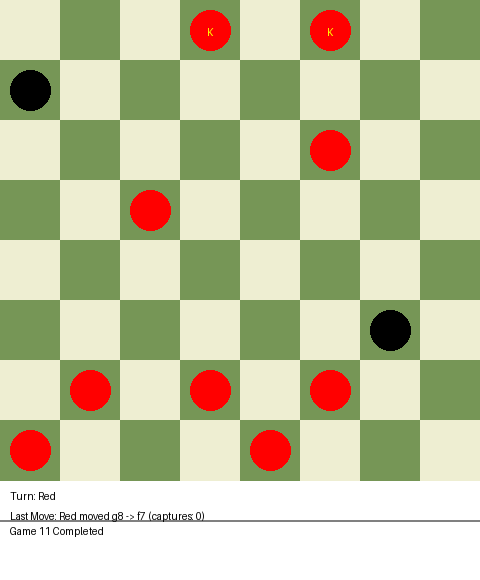 K K
Turn: Red
Last Move: Red moved g8 -> f7 (captures: 0)
Game 11 Completed